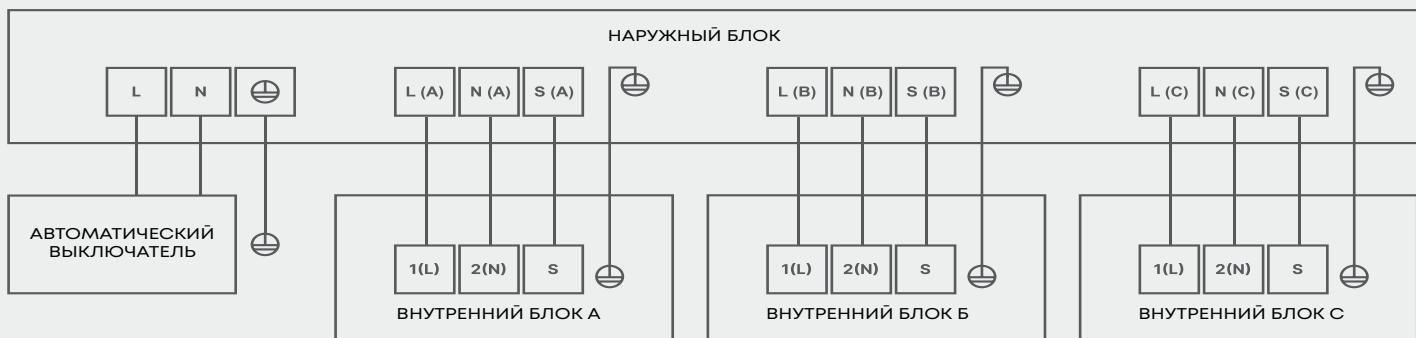 НАРУЖНЫЙ БЛОК
L N L (A) N (A) S (A) L (B) N (B) S (B) L (C) N (C) S (C)
АВТОМАТИЧЕСКИЙ
ВЫКЛЮЧАТЕЛЬ
1(L) 2(N) S 1(L) 2(N) S 1(L) 2(N) S
ВНУТРЕННИЙ БЛОК А ВНУТРЕННИЙ БЛОК Б ВНУТРЕННИЙ БЛОК С